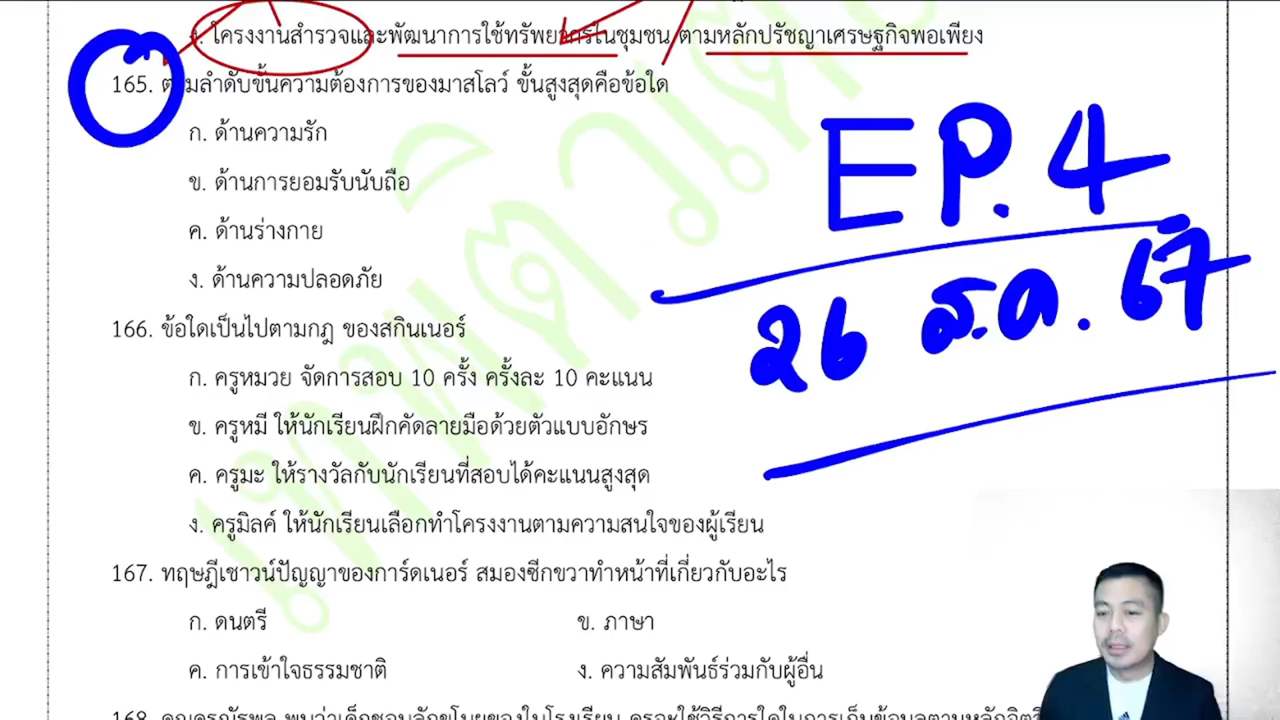 ง. โครงงานสำรวจและพัฒนาการใช้ทรัพยากรในชุมชน ตามหลักปรัชญาเศรษฐกิจพอเพียง
165. ตามลำดับขั้นความต้องการของมาสโลว์ ขั้นสูงสุดคือข้อใด
ก. ด้านความรัก
ข. ด้านการยอมรับนับถือ
ค. ด้านร่างกาย
ง. ด้านความปลอดภัย
EP. 4
26 ธ.ค. 67
166. ข้อใดเป็นไปตามกฎ ของสกินเนอร์
ก. ครูหมวย จัดการสอบ 10 ครั้ง ครั้งละ 10 คะแนน
ข. ครูหมี ให้นักเรียนฝึกคัดลายมือด้วยตัวแบบอักษร
ค. ครูมะ ให้รางวัลกับนักเรียนที่สอบได้คะแนนสูงสุด
ง. ครูมิลค์ ให้นักเรียนเลือกทำโครงงานตามความสนใจของผู้เรียน
167. ทฤษฎีเชาวน์ปัญญาของการ์ดเนอร์ สมองซีกขวาทำหน้าที่เกี่ยวกับอะไร
ก. ดนตรี ข. ภาษา
ค. การเข้าใจธรรมชาติ ง. ความสัมพันธ์ร่วมกับผู้อื่น